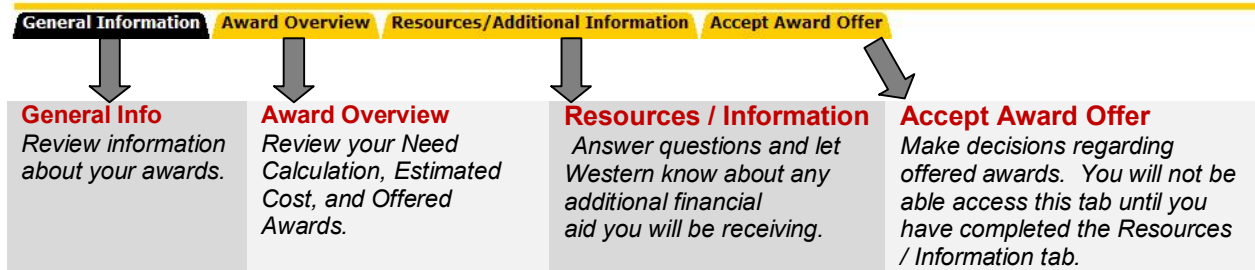 General Information Award Overview Resources/Additional Information Accept Award Offer
General Info
Review information
about your awards.
Award Overview
Review your Need
Calculation, Estimated
Cost, and Offered
Awards.
Resources / Information
Answer questions and let
Western know about any
additional financial
aid you will be receiving.
Accept Award Offer
Make decisions regarding
offered awards. You will not be
able access this tab until you
have completed the Resources
/ Information tab.